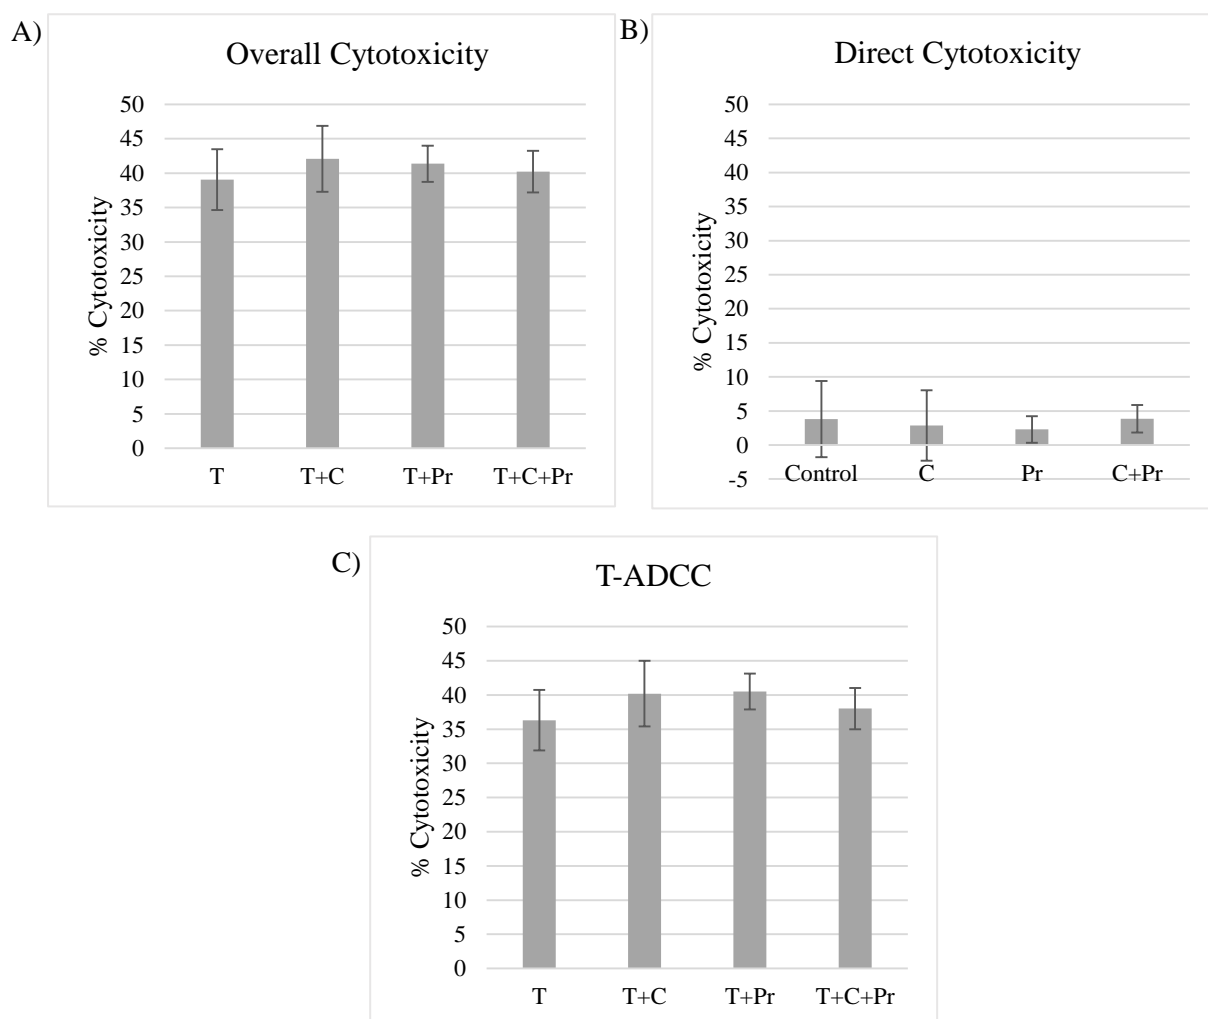 A)
Overall Cytotoxicity
% Cytotoxicity
50
45
40
35
30
25
20
15
10
5
0
T T+C T+Pr T+C+Pr
B)
Direct Cytotoxicity
% Cytotoxicity
50
45
40
35
30
25
20
15
10
5
0
-5
Control C Pr C+Pr
C)
T-ADCC
% Cytotoxicity
50
45
40
35
30
25
20
15
10
5
0
T T+C T+Pr T+C+Pr